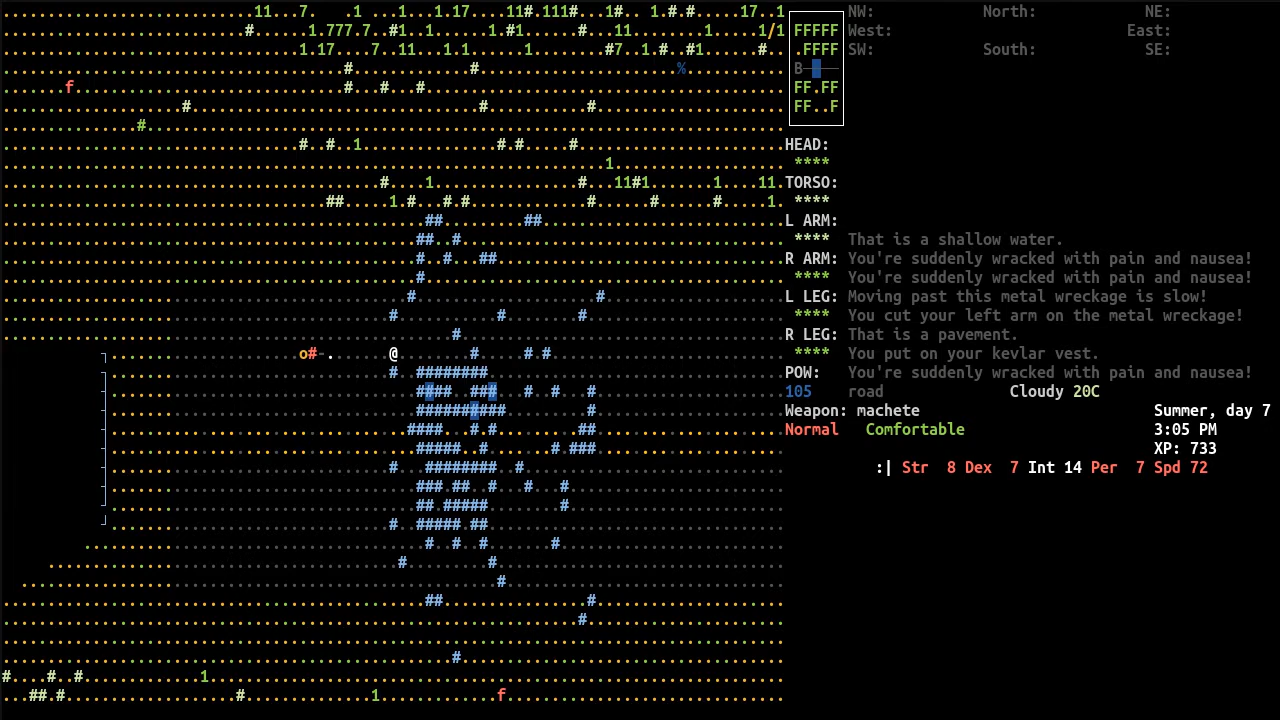 NW: North: NE:
West: East:
SW: South: SE:
HEAD:
****
TORSO:
****
L ARM:
**** That is a shallow water.
R ARM: You're suddenly wracked with pain and nausea!
**** You're suddenly wracked with pain and nausea!
L LEG: Moving past this metal wreckage is slow!
**** You cut your left arm on the metal wreckage!
R LEG: That is a pavement.
**** You put on your kevlar vest.
POW: You're suddenly wracked with pain and nausea!
105 road Cloudy 20C
Weapon: machete Summer, day 7
Normal Comfortable 3:05 PM
XP: 733
:| Str 8 Dex 7 Int 14 Per 7 Spd 72